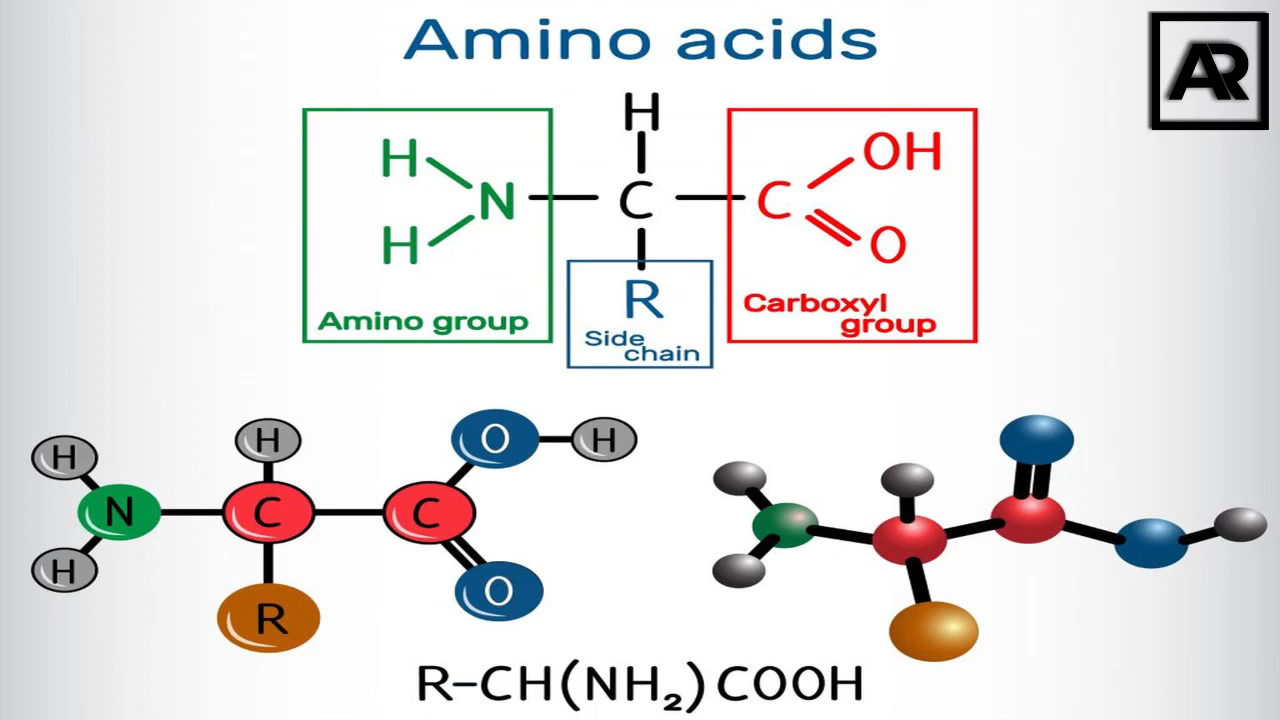 Amino acids
AR
H
H
N
C
C
OH
H
O
R
Amino group
Side
chain
Carboxyl
group
H
H
O
H
N
C
C
H
R
O
R–CH(NH₂)COOH